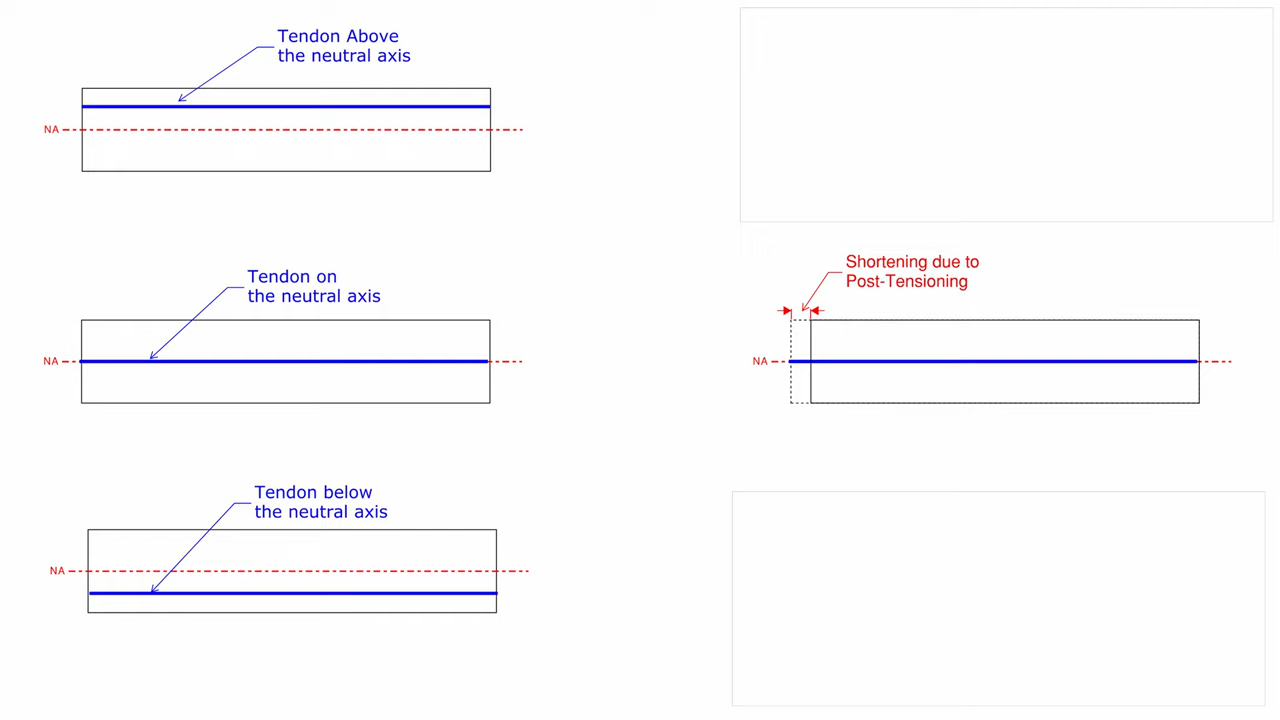 Tendon Above
the neutral axis
NA
Tendon on
the neutral axis
NA
Shortening due to
Post-Tensioning
NA
Tendon below
the neutral axis
NA